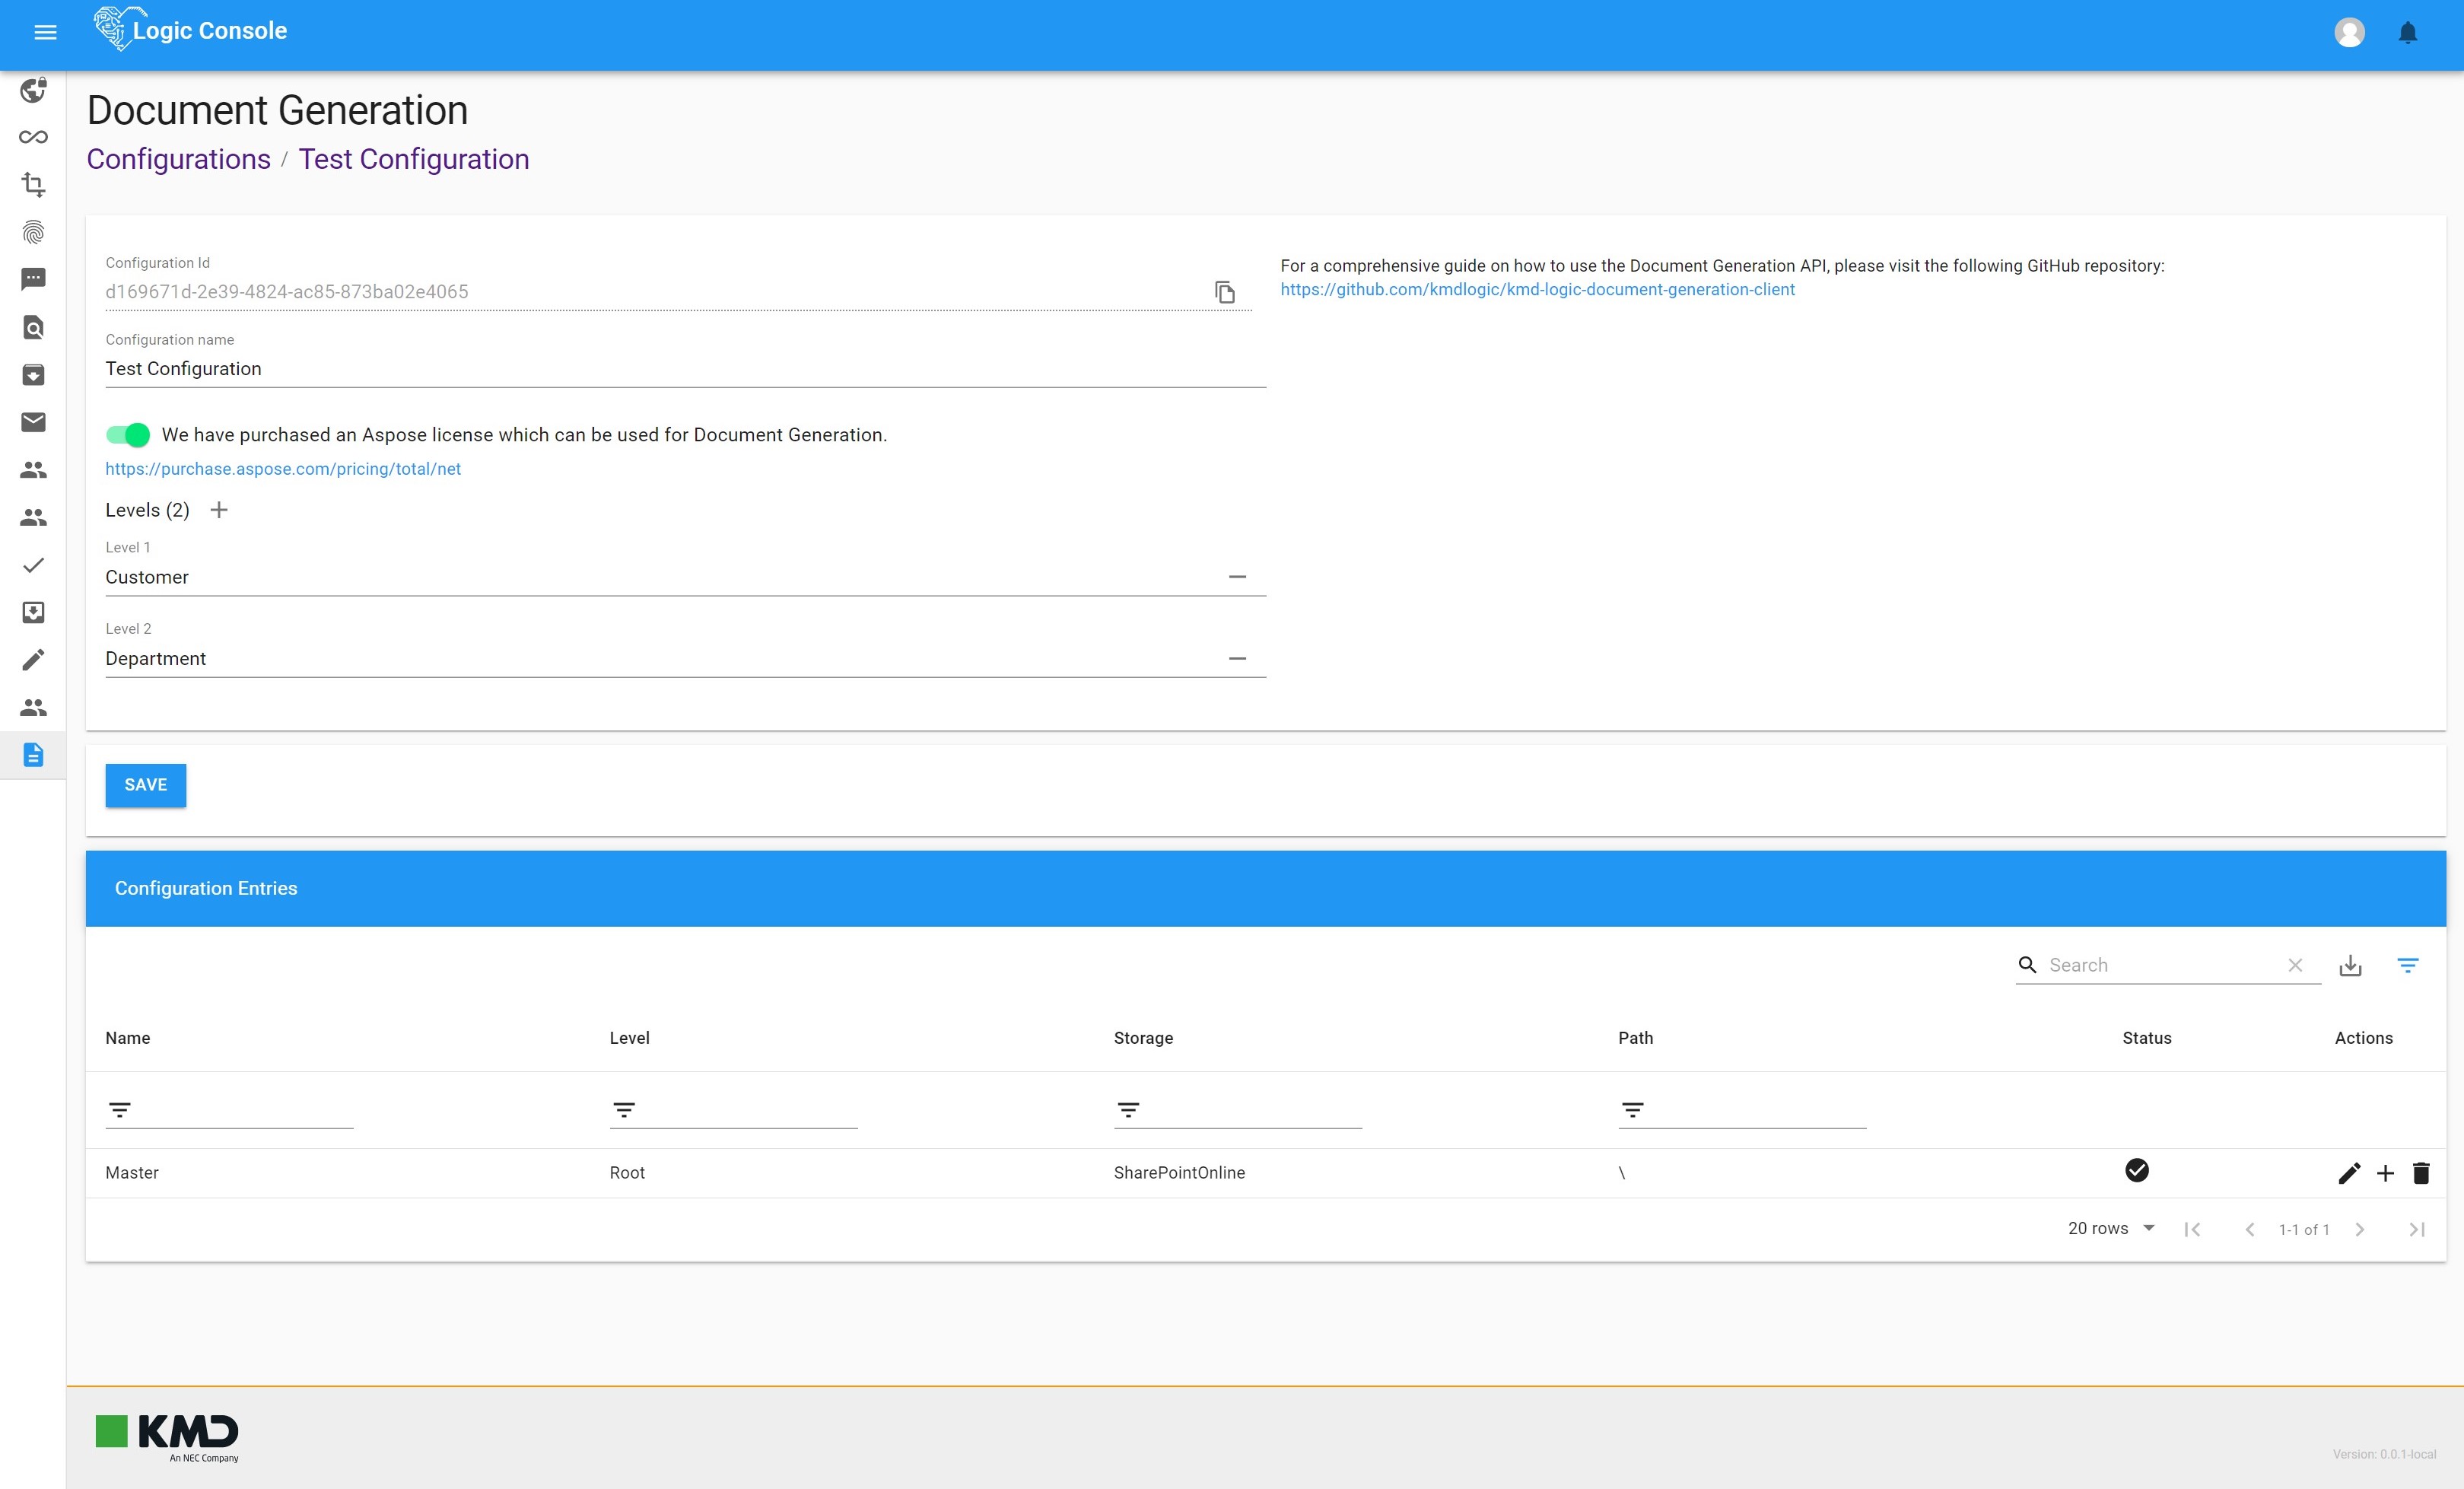 Logic Console
Document Generation
Configurations / Test Configuration
Configuration Id
d169671d-2e39-4824-ac85-873ba02e4065
For a comprehensive guide on how to use the Document Generation API, please visit the following GitHub repository:
https://github.com/kmdlogic/kmd-logic-document-generation-client
Configuration name
Test Configuration
We have purchased an Aspose license which can be used for Document Generation.
https://purchase.aspose.com/pricing/total/net
Levels (2)
Level 1
Customer
Level 2
Department
SAVE
Configuration Entries
Search
Name Level Storage Path Status Actions
Master Root SharePointOnline \
20 rows 1-1 of 1
KMD
An NEC Company
Version: 0.0.1-local